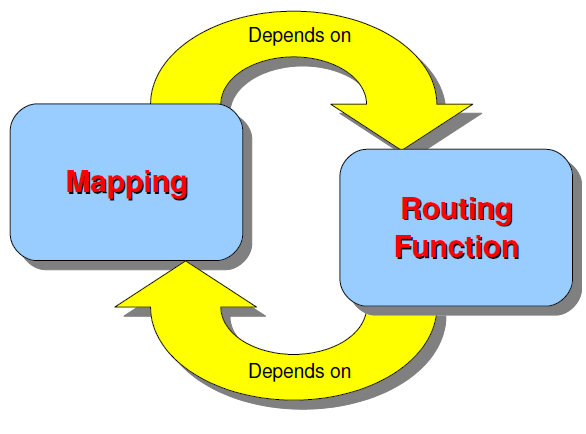 Depends on
Mapping
Routing
Function
Depends on